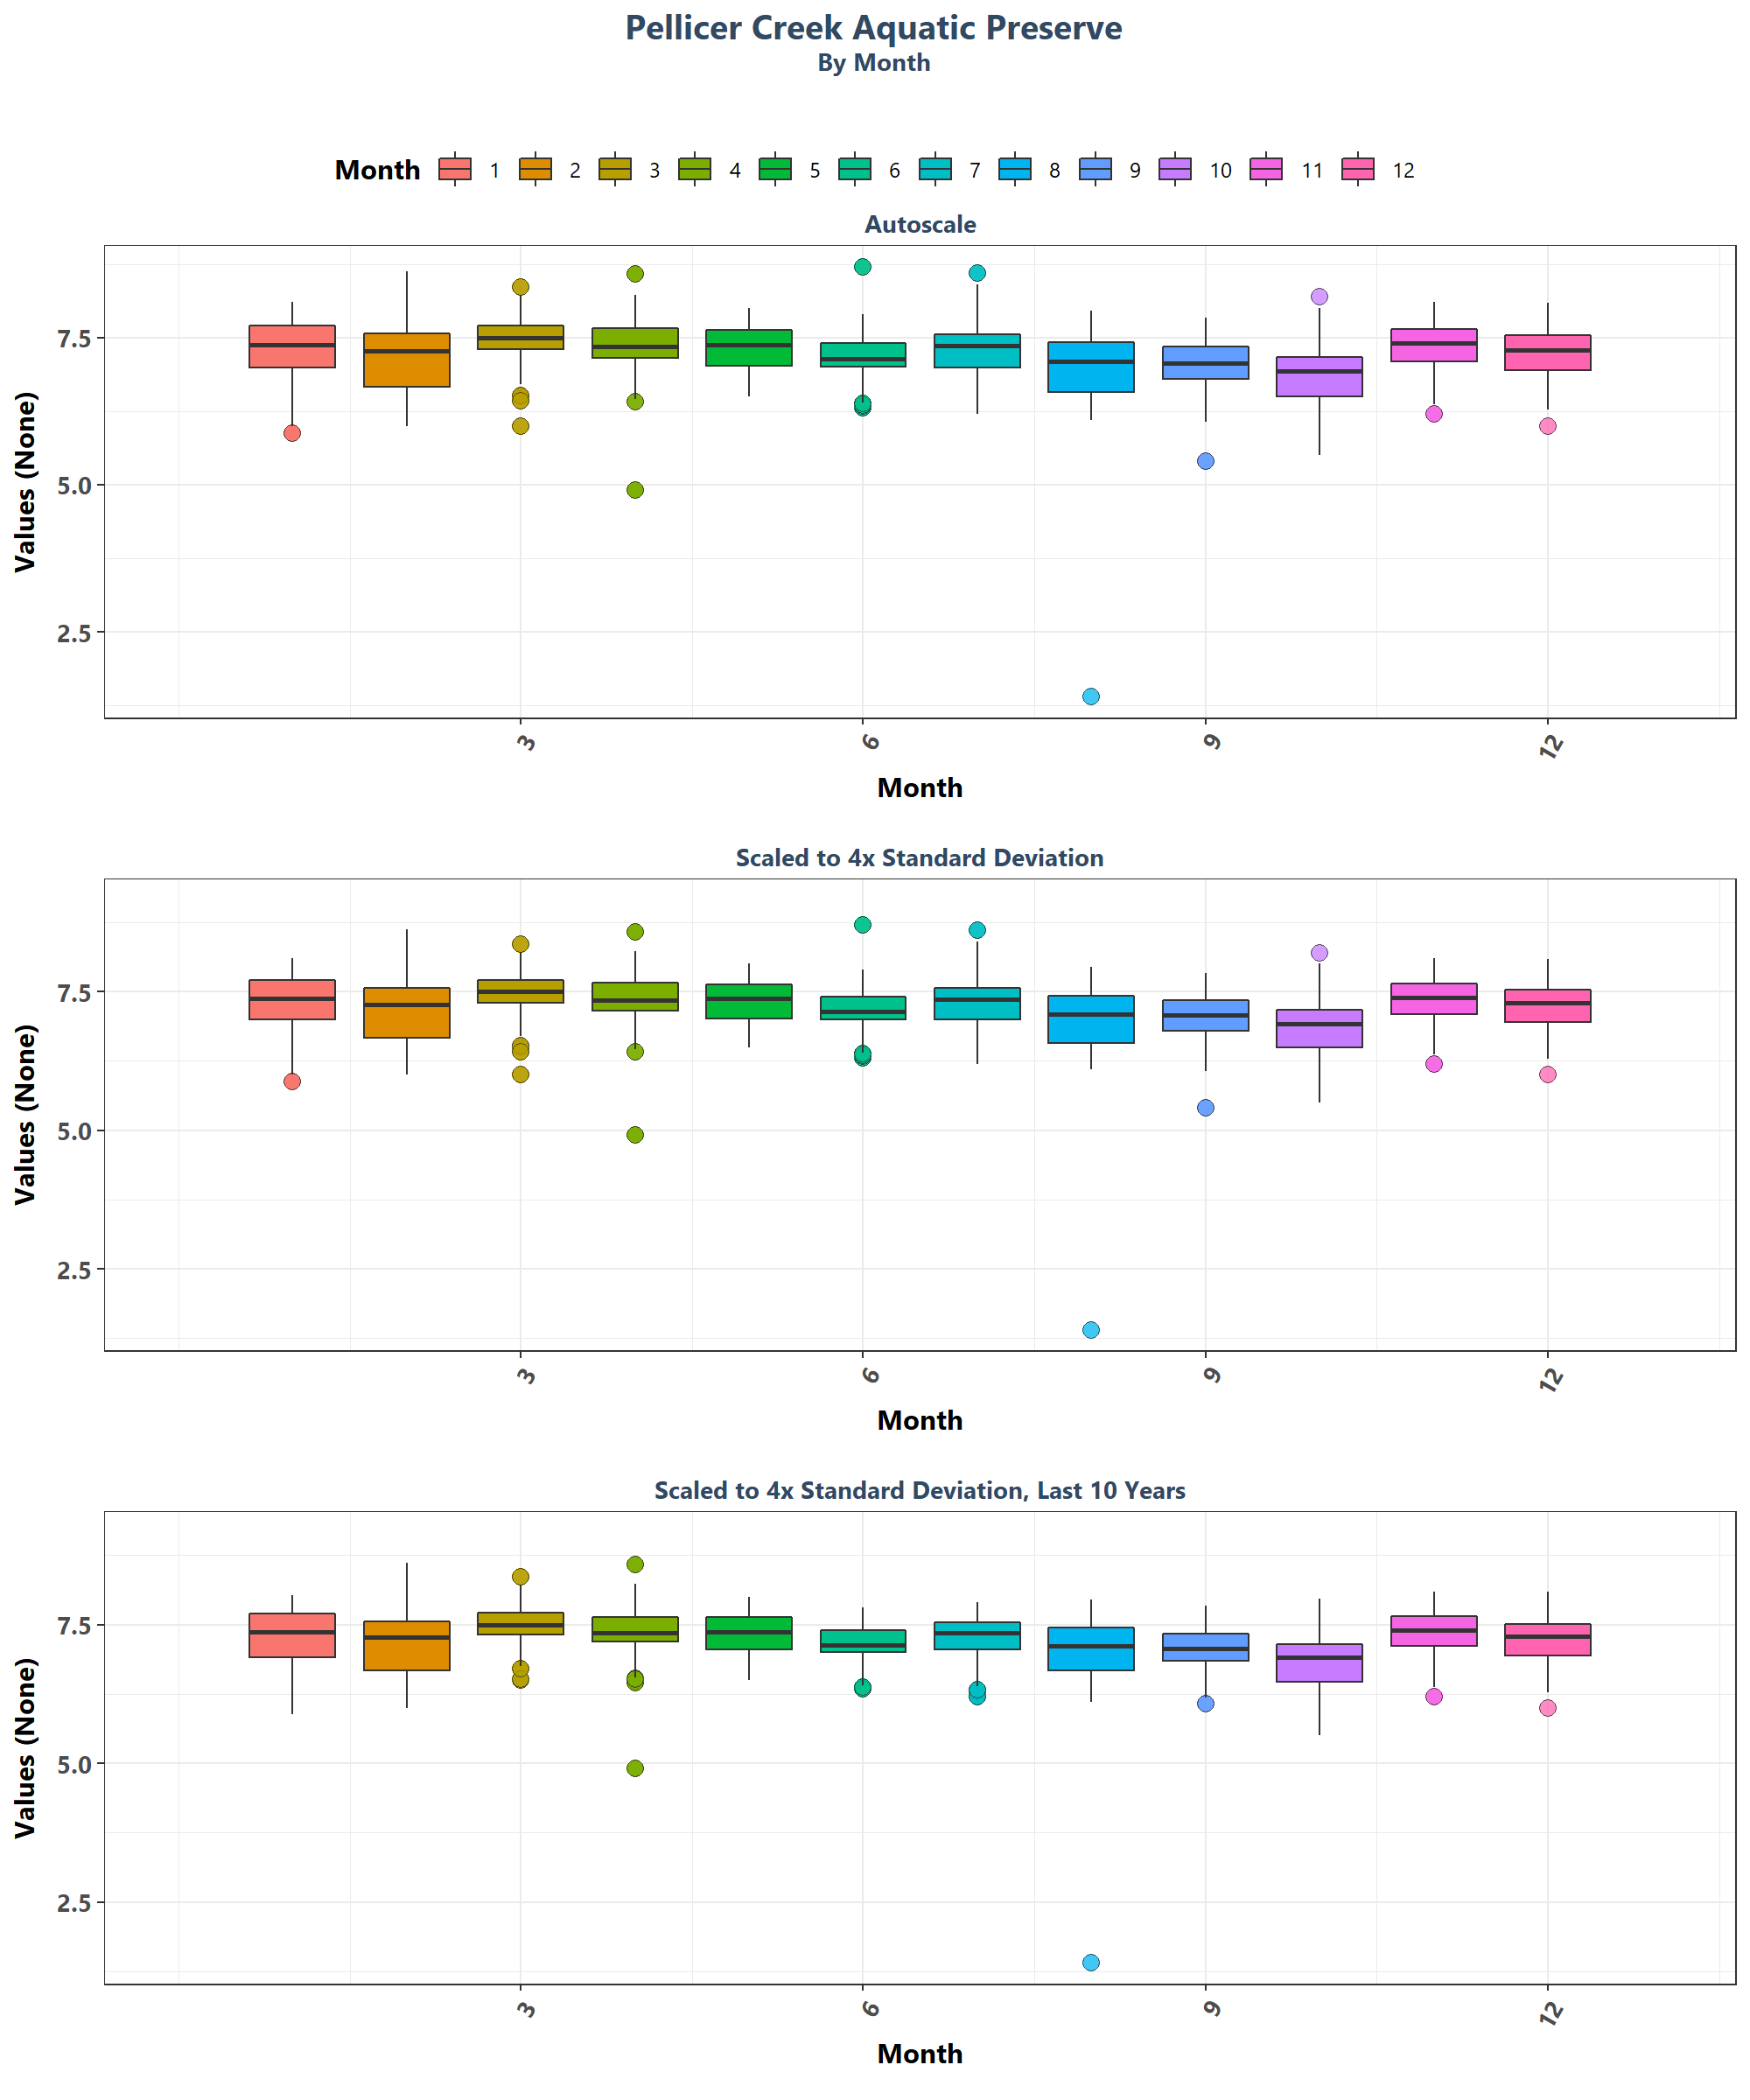 Pellicer Creek Aquatic Preserve
By Month
Month 1 2 3 4 5 6 7 8 9 10 11 12
Autoscale
Values (None)
7.5
5.0
2.5
3 6 9 12
Month
Scaled to 4x Standard Deviation
Values (None)
7.5
5.0
2.5
3 6 9 12
Month
Scaled to 4x Standard Deviation, Last 10 Years
Values (None)
7.5
5.0
2.5
3 6 9 12
Month